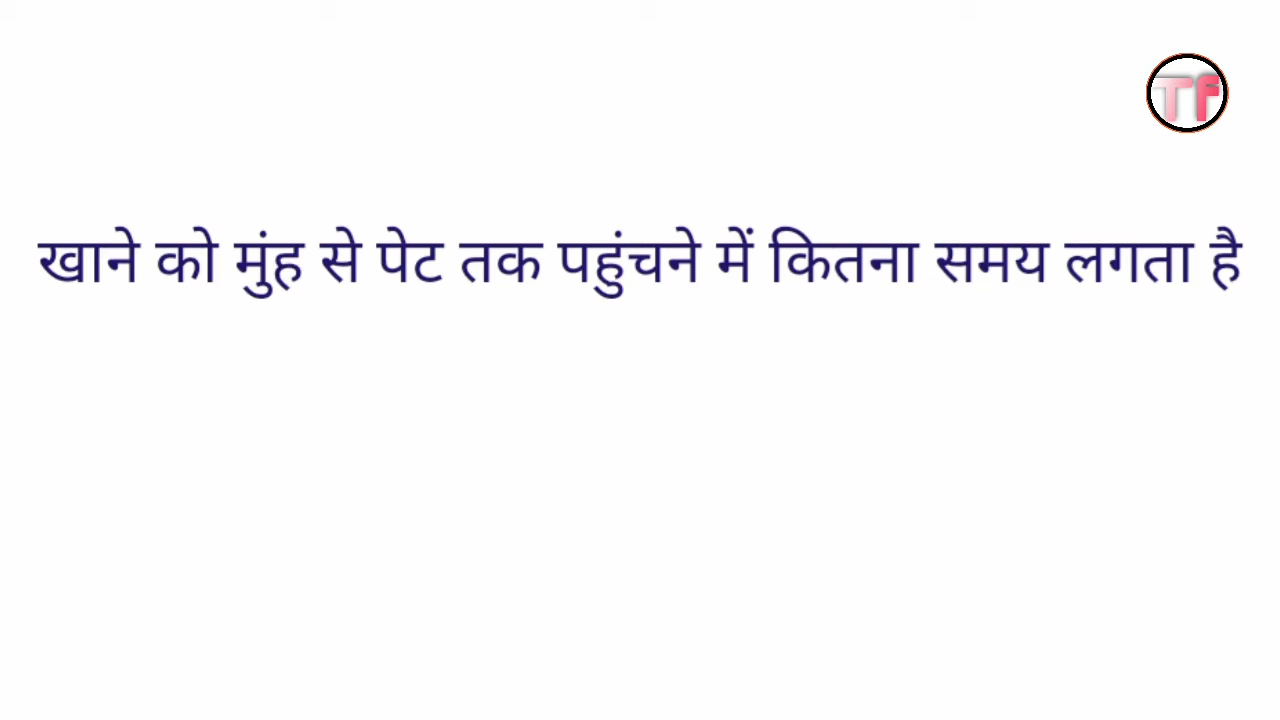 TF
खाने को मुंह से पेट तक पहुंचने में कितना समय लगता है